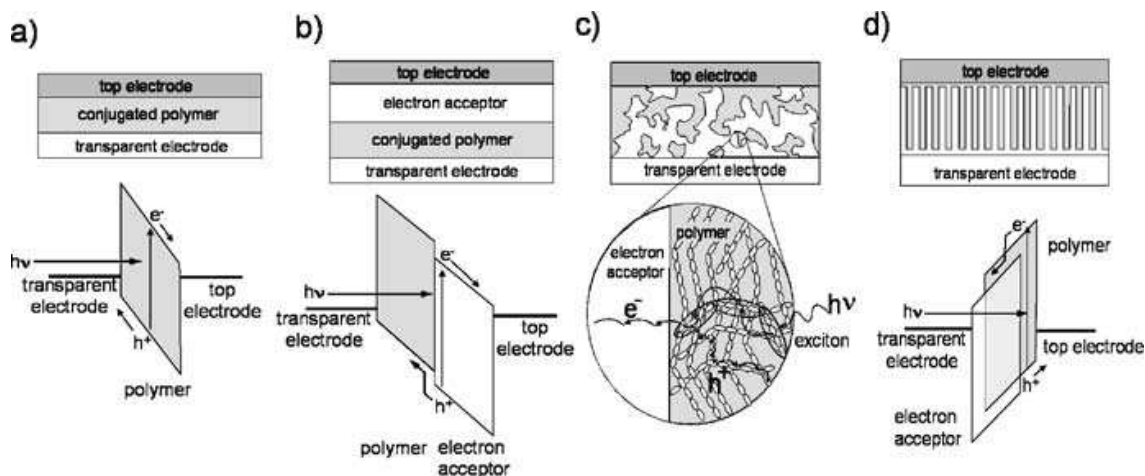 a)
top electrode
conjugated polymer
transparent electrode
e-
hν
transparent
electrode
top
electrode
h+
polymer
b)
top electrode
electron acceptor
conjugated polymer
transparent electrode
e-
hν
transparent
electrode
top
electrode
h+
polymer electron
acceptor
c)
top electrode
transparent electrode
polymer
electron
acceptor
e-
hν
exciton
h+
d)
top electrode
transparent electrode
e-
polymer
hν
transparent
electrode
top electrode
h+
electron
acceptor